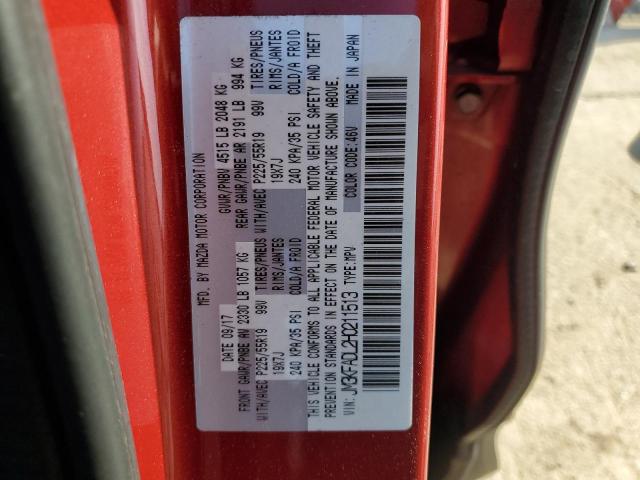 MFD. BY MAZDA MOTOR CORPORATION
DATE 09/17 GVWR/PNBV 4515 LB 2048 KG
FRONT GAWR/PNBE AV 2330 LB 1057 KG REAR GAWR/PNBE AR 2191 LB 994 KG
WITH/AVEC P225/55R19 99V TIRES/PNEUS WITH/AVEC P225/55R19 99V TIRES/PNEUS
19X7J RIMS/JANTES 19X7J RIMS/JANTES
240 KPA/35 PSI COLD/A FROID 240 KPA/35 PSI COLD/A FROID
THIS VEHICLE CONFORMS TO ALL APPLICABLE FEDERAL MOTOR VEHICLE SAFETY AND THEFT
PREVENTION STANDARDS IN EFFECT ON THE DATE OF MANUFACTURE SHOWN ABOVE.
VIN: JM3KFADL2H0211513 TYPE:MPV COLOR CODE:46V MADE IN JAPAN